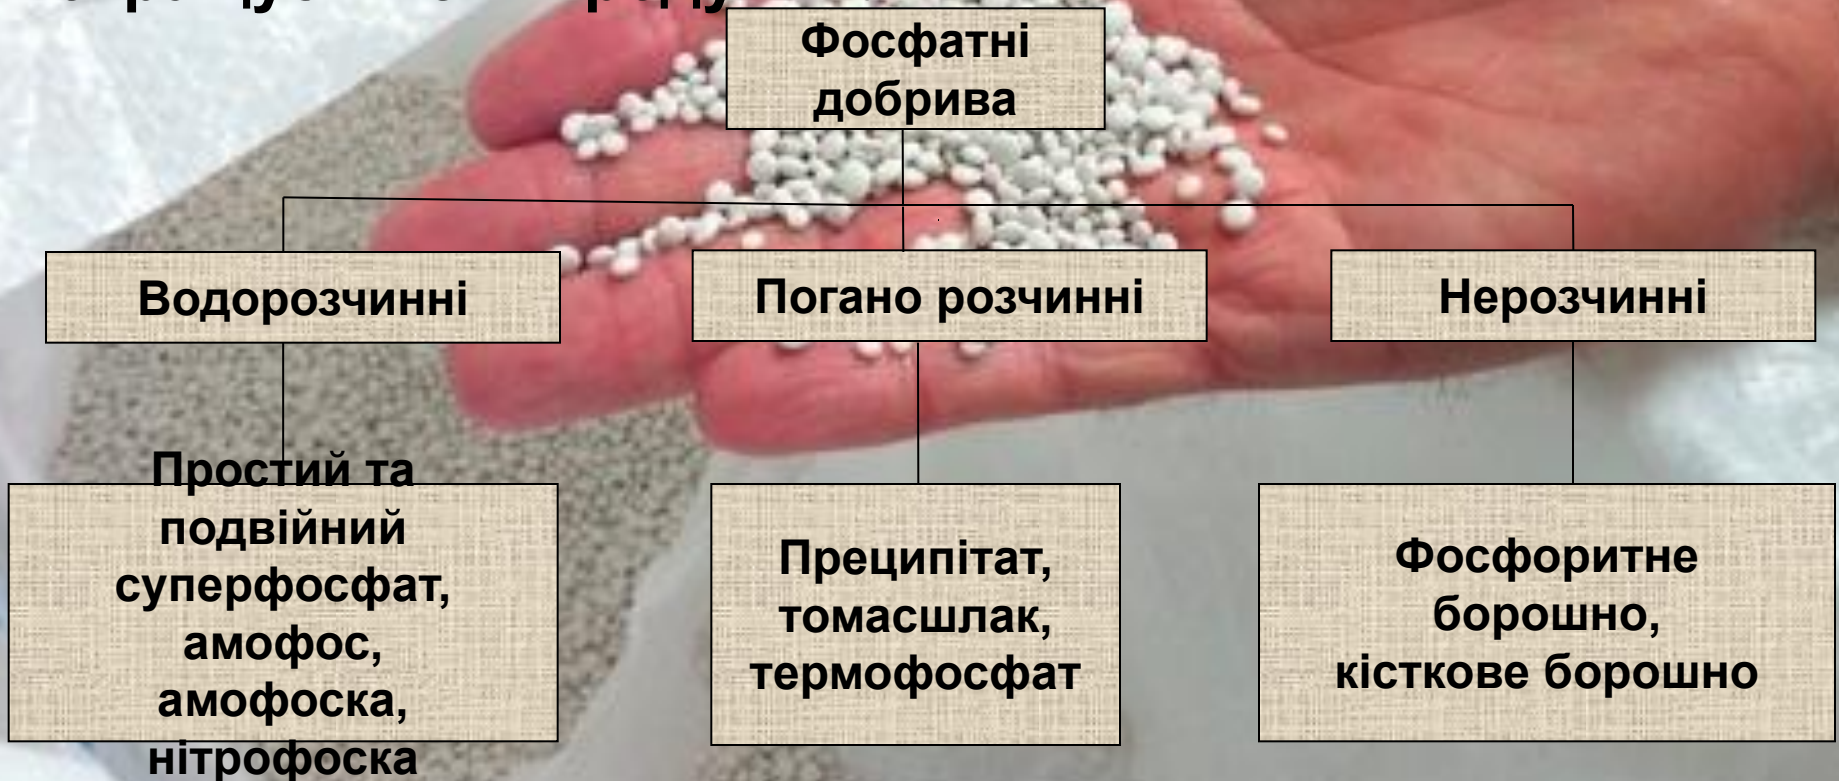 Фосфатні
добрива
Водорозчинні
Погано розчинні
Нерозчинні
Простий та
подвійний
суперфосфат,
амофос,
амофоска,
нітрофоска
Преципітат,
томасшлак,
термофосфат
Фосфоритне
борошно,
кісткове борошно